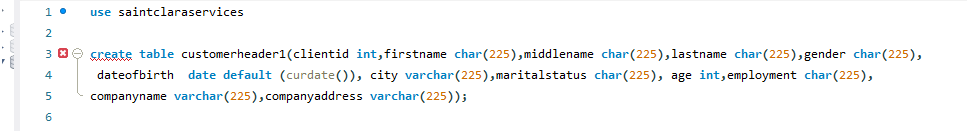 1 use saintclaraservices
2
3 create table customerheader1(clientid int,firstname char(225),middlename char(225),lastname char(225),gender char(225),
4 dateofbirth  date default (curdate()), city varchar(225),maritalstatus char(225), age int,employment char(225),
5 companyname varchar(225),companyaddress varchar(225));
6